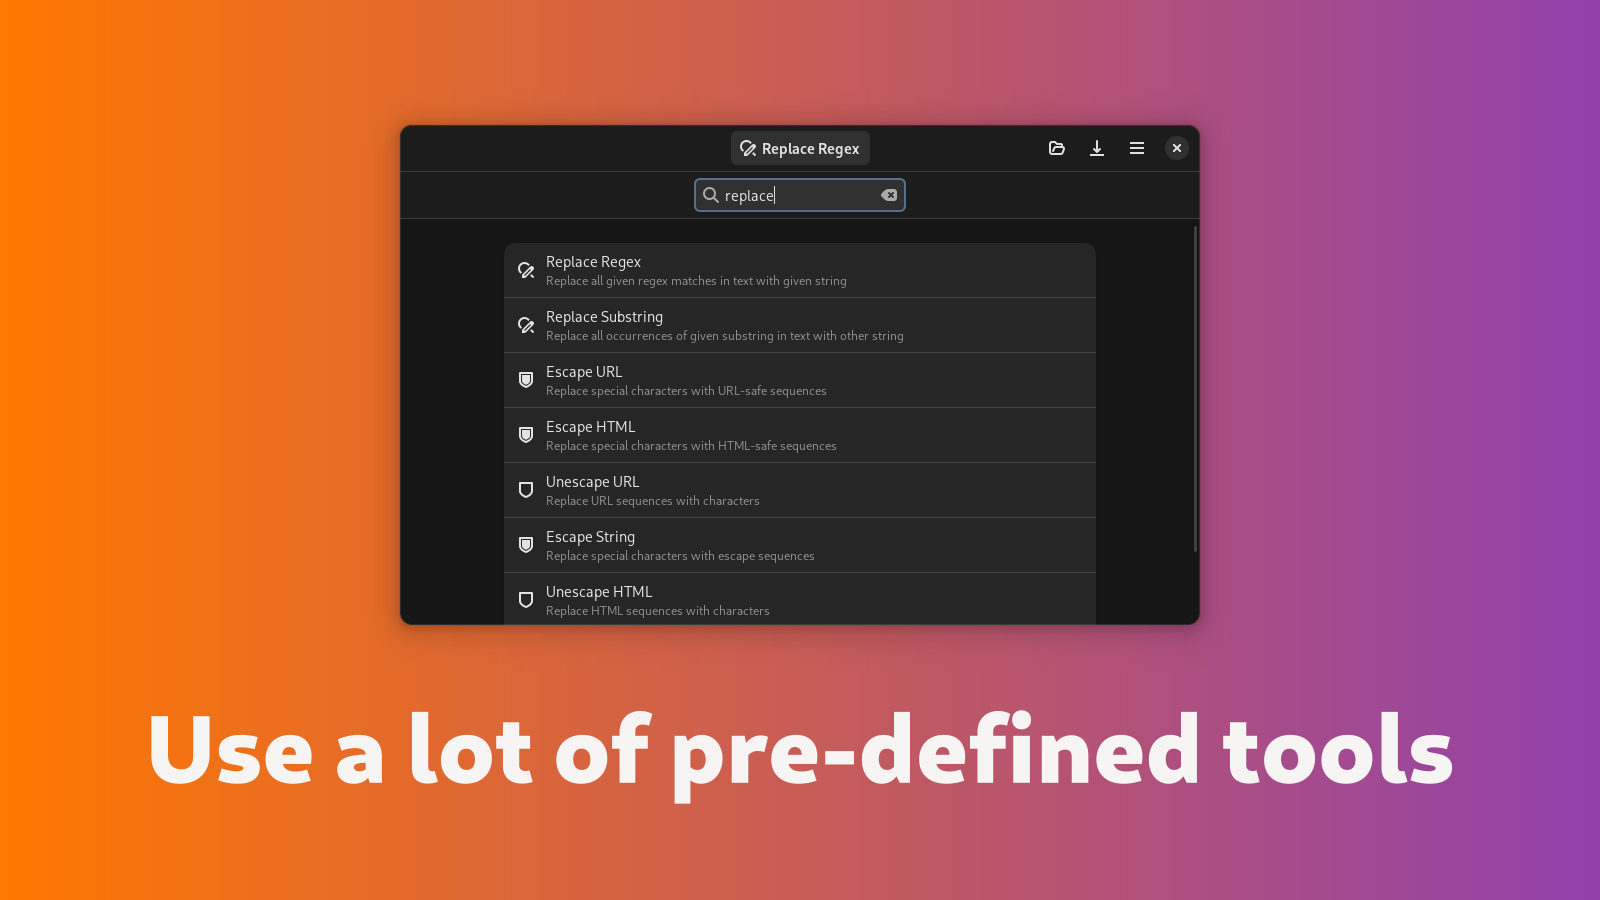 Replace Regex
replace
Replace Regex
Replace all given regex matches in text with given string
Replace Substring
Replace all occurrences of given substring in text with other string
Escape URL
Replace special characters with URL-safe sequences
Escape HTML
Replace special characters with HTML-safe sequences
Unescape URL
Replace URL sequences with characters
Escape String
Replace special characters with escape sequences
Unescape HTML
Replace HTML sequences with characters
Use a lot of pre-defined tools